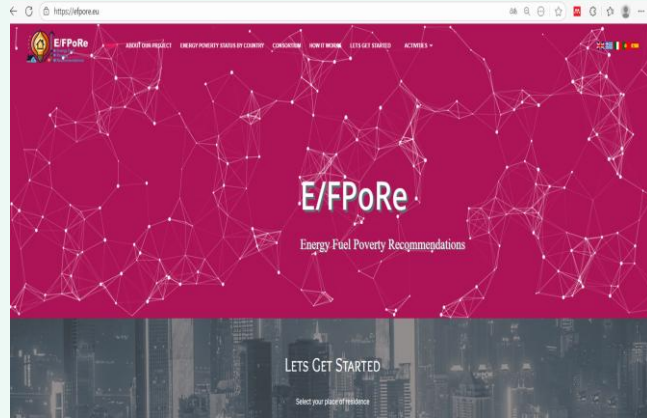 https://efpore.eu
E/FPoRe
ABOUT OUR PROJECT ENERGY POVERTY STATUS BY COUNTRY CONSORTIUM HOW IT WORKS LETS GET STARTED ACTIVITIES
E/FPoRe
Energy Fuel Poverty Recommendations
LETS GET STARTED
Select your place of residence